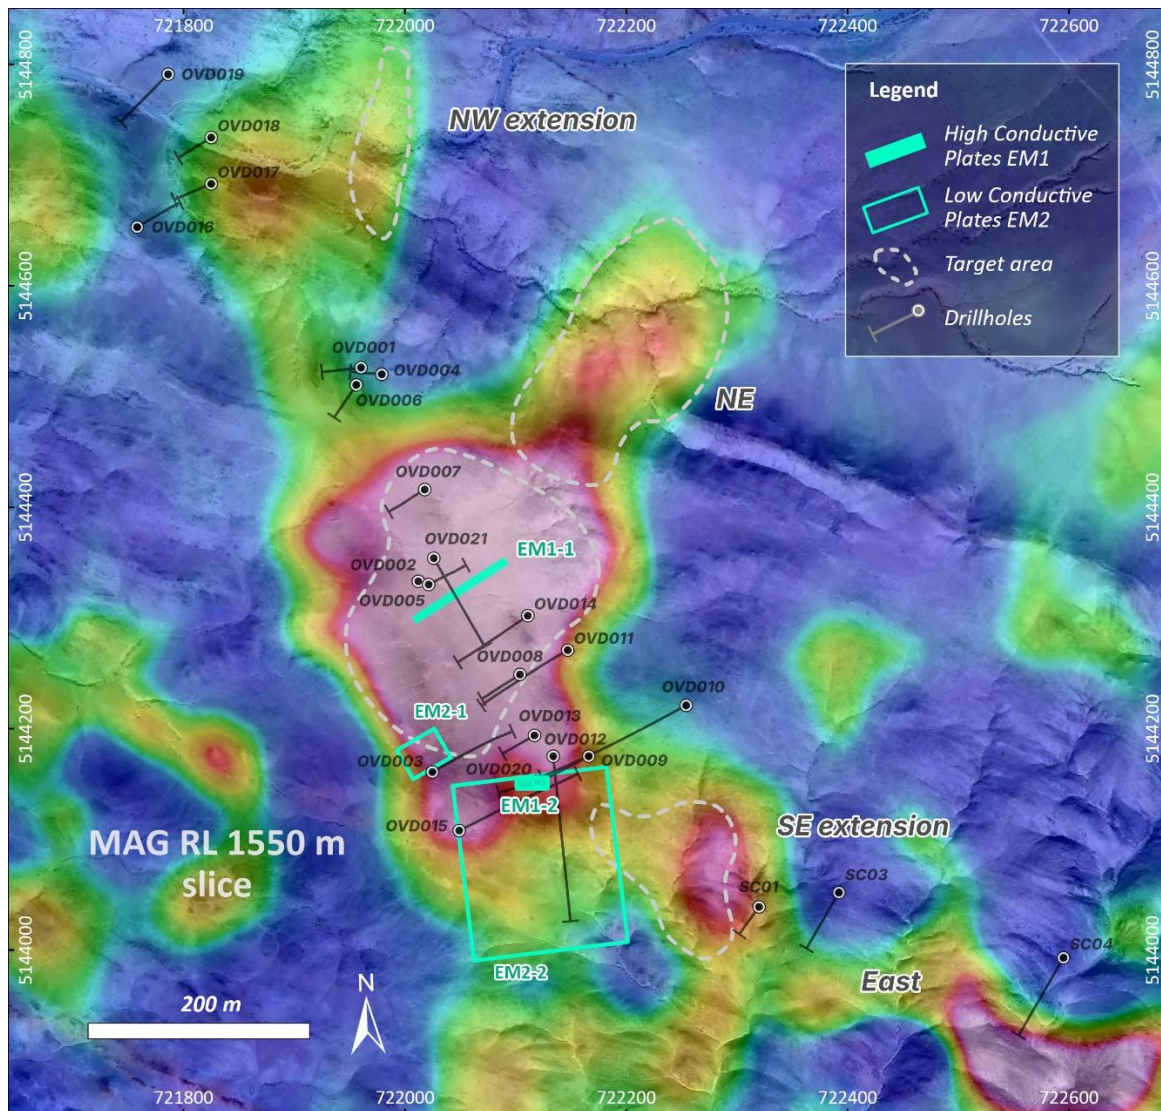 721800
722000
722200
722400
722600
5144800
5144800
OVD019
OVD018
OVD017
OVD016
NW extension
Legend
High Conductive
Plates EM1
Low Conductive
Plates EM2
Target area
Drillholes
5144600
5144600
OVD001
OVD004
OVD006
NE
5144400
5144400
OVD007
OVD021
EM1-1
OVD002
OVD005
OVD014
OVD011
OVD008
OVD010
5144200
5144200
EM2-1
OVD013
OVD012
OVD003
OVD020
OVD009
EM1-2
OVD015
MAG RL 1550 m
slice
SE extension
SC01
SC03
SC04
5144000
5144000
EM2-2
East
200 m
N
721800
722000
722200
722400
722600